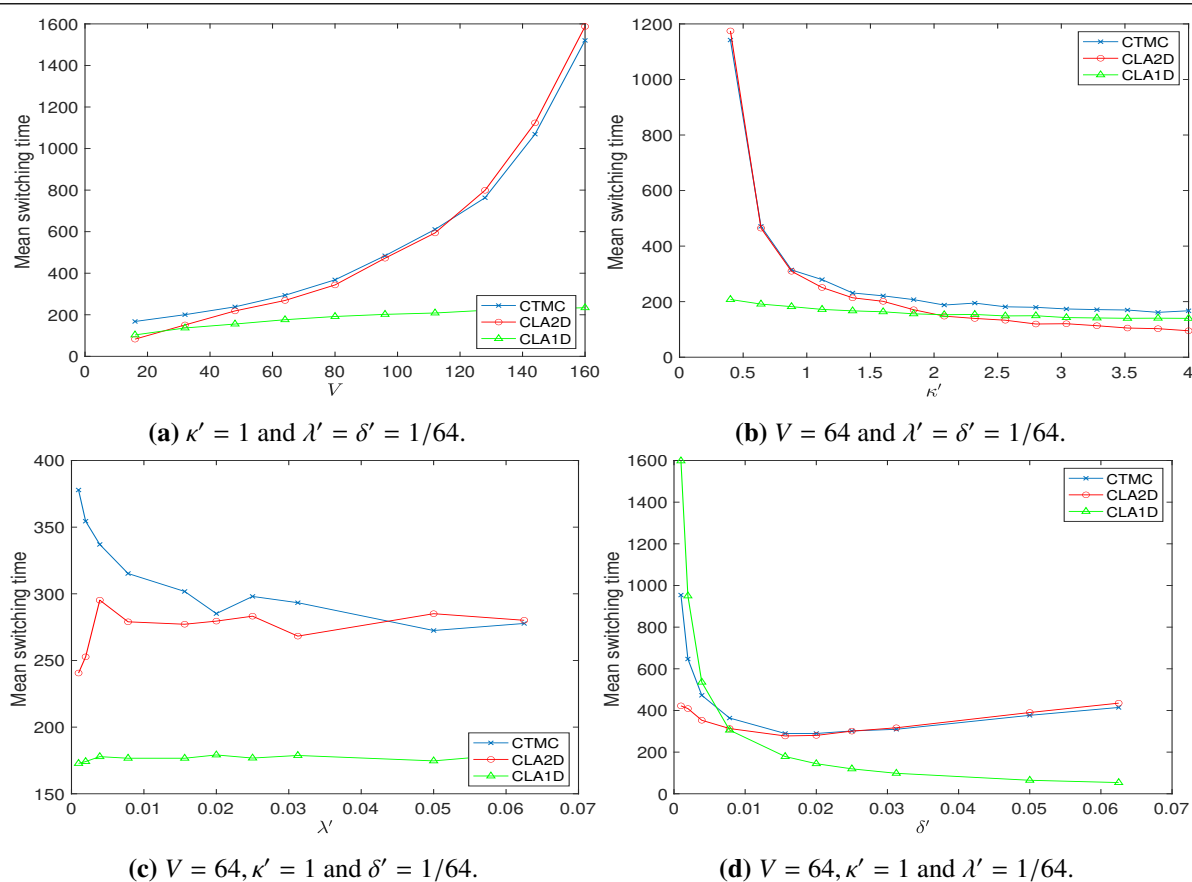 1600
1400
1200
1000
800
600
400
200
0
Mean switching time
0 20 40 60 80 100 120 140 160
V
CTMC
CLA2D
CLA1D
(a) κ′ = 1 and λ′ = δ′ = 1/64.
1200
1000
800
600
400
200
0
Mean switching time
0 0.5 1 1.5 2 2.5 3 3.5 4
κ′
CTMC
CLA2D
CLA1D
(b) V = 64 and λ′ = δ′ = 1/64.
400
350
300
250
200
150
Mean switching time
0 0.01 0.02 0.03 0.04 0.05 0.06 0.07
λ′
CTMC
CLA2D
CLA1D
(c) V = 64, κ′ = 1 and δ′ = 1/64.
1600
1400
1200
1000
800
600
400
200
0
Mean switching time
0 0.01 0.02 0.03 0.04 0.05 0.06 0.07
δ′
CTMC
CLA2D
CLA1D
(d) V = 64, κ′ = 1 and λ′ = 1/64.